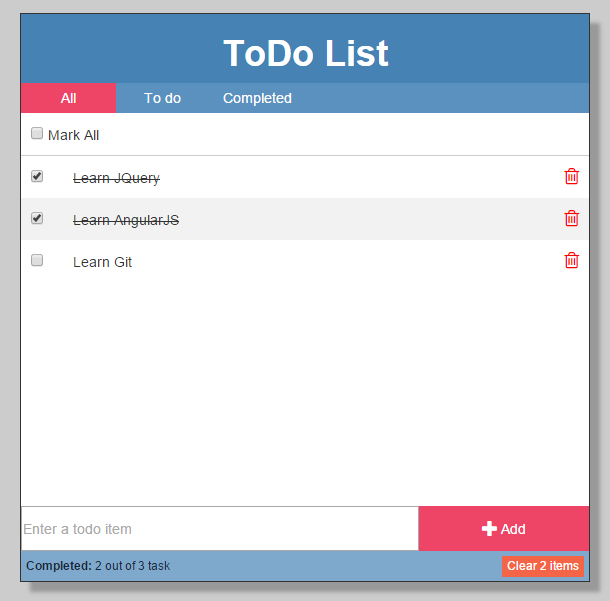 ToDo List
All To do Completed
Mark All
Learn JQuery
Learn AngularJS
Learn Git
Enter a todo item Add
Completed: 2 out of 3 task Clear 2 items